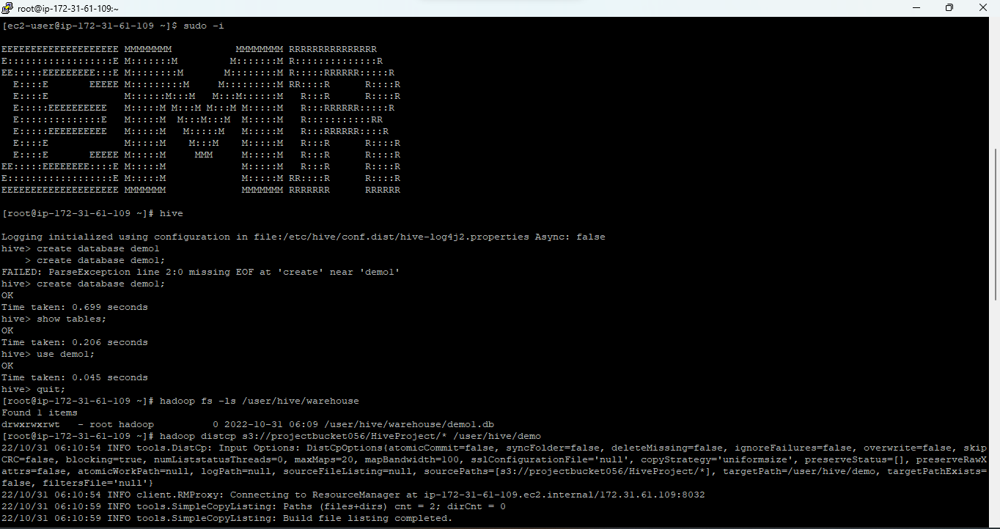 root@ip-172-31-61-109:~
[ec2-user@ip-172-31-61-109 ~]$ sudo -i
EEEEEEEEEEEEEEEEEEEE MMMMMMMM           MMMMMMMM RRRRRRRRRRRRRRR
E::::::::::::::::::E M:::::::M         M:::::::M R::::::::::::::R
EE:::::EEEEEEEEE:::E M::::::::M       M::::::::M R:::::RRRRRR:::::R
  E::::E       EEEEE M:::::::::M     M:::::::::M RR::::R      R::::R
  E::::E             M::::::M:::M   M:::M::::::M   R:::R      R::::R
  E:::::EEEEEEEEEE   M:::::M M:::M M:::M M:::::M   R:::RRRRRR:::::R
  E::::::::::::::E   M:::::M  M:::M:::M  M:::::M   R:::::::::::RR
  E:::::EEEEEEEEEE   M:::::M   M:::::M   M:::::M   R:::RRRRRR::::R
  E::::E             M:::::M    M:::M    M:::::M   R:::R      R::::R
  E::::E       EEEEE M:::::M     MMM     M:::::M   R:::R      R::::R
EE:::::EEEEEEEE::::E M:::::M             M:::::M   R:::R      R::::R
E::::::::::::::::::E M:::::M             M:::::M RR::::R      R::::R
EEEEEEEEEEEEEEEEEEEE MMMMMMM             MMMMMMM RRRRRRR      RRRRRR
[root@ip-172-31-61-109 ~]# hive
Logging initialized using configuration in file:/etc/hive/conf.dist/hive-log4j2.properties Async: false
hive> create database demo1
    > create database demo1;
FAILED: ParseException line 2:0 missing EOF at 'create' near 'demo1'
hive> create database demo1;
OK
Time taken: 0.699 seconds
hive> show tables;
OK
Time taken: 0.206 seconds
hive> use demo1;
OK
Time taken: 0.045 seconds
hive> quit;
[root@ip-172-31-61-109 ~]# hadoop fs -ls /user/hive/warehouse
Found 1 items
drwxrwxrwt   - root hadoop          0 2022-10-31 06:09 /user/hive/warehouse/demo1.db
[root@ip-172-31-61-109 ~]# hadoop distcp s3://projectbucket056/HiveProject/* /user/hive/demo
22/10/31 06:10:54 INFO tools.DistCp: Input Options: DistCpOptions{atomicCommit=false, syncFolder=false, deleteMissing=false, ignoreFailures=false, overwrite=false, skip
CRC=false, blocking=true, numListstatusThreads=0, maxMaps=20, mapBandwidth=100, sslConfigurationFile='null', copyStrategy='uniformsize', preserveStatus=[], preserveRawX
attrs=false, atomicWorkPath=null, logPath=null, sourceFileListing=null, sourcePaths=[s3://projectbucket056/HiveProject/*], targetPath=/user/hive/demo, targetPathExists=
false, filtersFile='null'}
22/10/31 06:10:54 INFO client.RMProxy: Connecting to ResourceManager at ip-172-31-61-109.ec2.internal/172.31.61.109:8032
22/10/31 06:10:59 INFO tools.SimpleCopyListing: Paths (files+dirs) cnt = 2; dirCnt = 0
22/10/31 06:10:59 INFO tools.SimpleCopyListing: Build file listing completed.